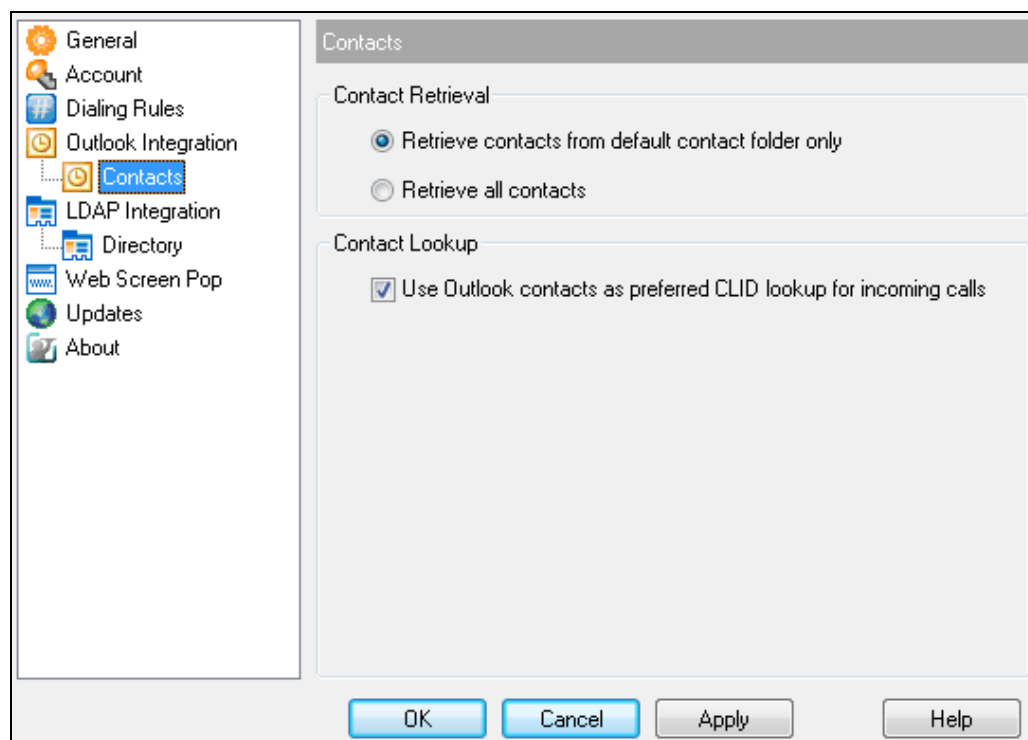 General
Account
Dialing Rules
Outlook Integration
Contacts
LDAP Integration
Directory
www.
Web Screen Pop
Updates
About
Contacts
Contact Retrieval
Retrieve contacts from default contact folder only
Retrieve all contacts
Contact Lookup
Use Outlook contacts as preferred CLID lookup for incoming calls
OK
Cancel
Apply
Help